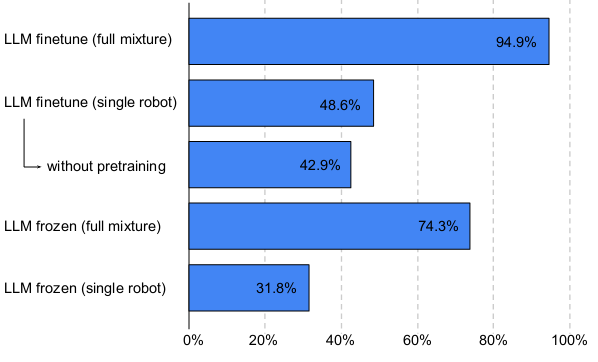 LLM finetune (full mixture)
94.9%
LLM finetune (single robot)
48.6%
without pretraining
42.9%
LLM frozen (full mixture)
74.3%
LLM frozen (single robot)
31.8%
0% 20% 40% 60% 80% 100%